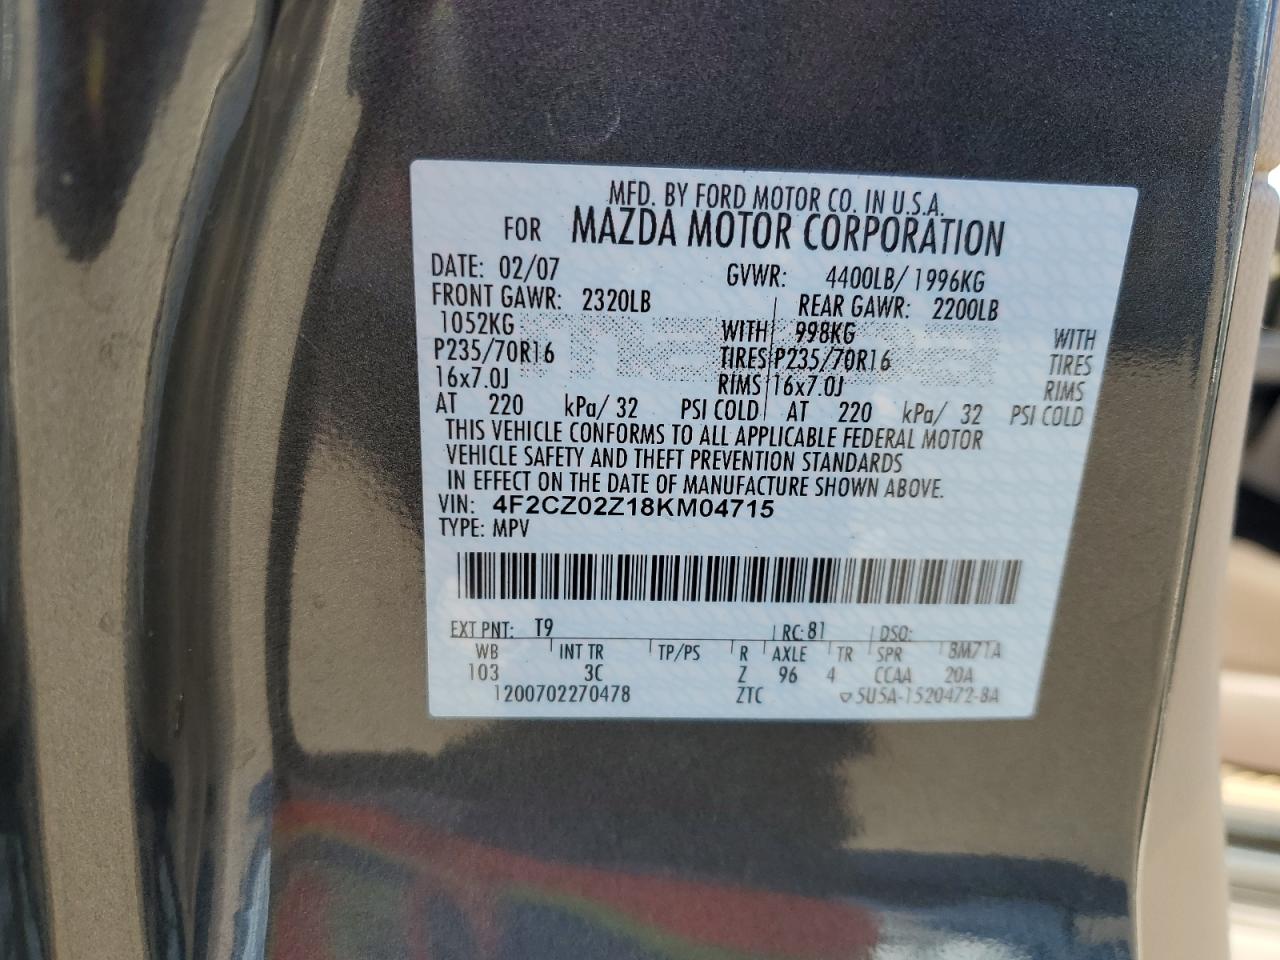 MFD. BY FORD MOTOR CO. IN U.S.A.
FOR MAZDA MOTOR CORPORATION
DATE: 02/07 GVWR: 4400LB/ 1996KG
FRONT GAWR: 2320LB REAR GAWR: 2200LB
1052KG WITH 998KG WITH
P235/70R16 TIRES P235/70R16 TIRES
16x7.0J RIMS 16x7.0J RIMS
AT 220 kPa/ 32 PSI COLD AT 220 kPa/ 32 PSI COLD
THIS VEHICLE CONFORMS TO ALL APPLICABLE FEDERAL MOTOR
VEHICLE SAFETY AND THEFT PREVENTION STANDARDS
IN EFFECT ON THE DATE OF MANUFACTURE SHOWN ABOVE.
VIN: 4F2CZ02Z18KM04715
TYPE: MPV
EXT PNT: T9 RC: 81 DSO:
WB INT TR TP/PS R AXLE TR SPR 8M71A
103 3C Z 96 4 CCAA 20A
1200702270478 ZTC ▽5U5A-1520472-BA